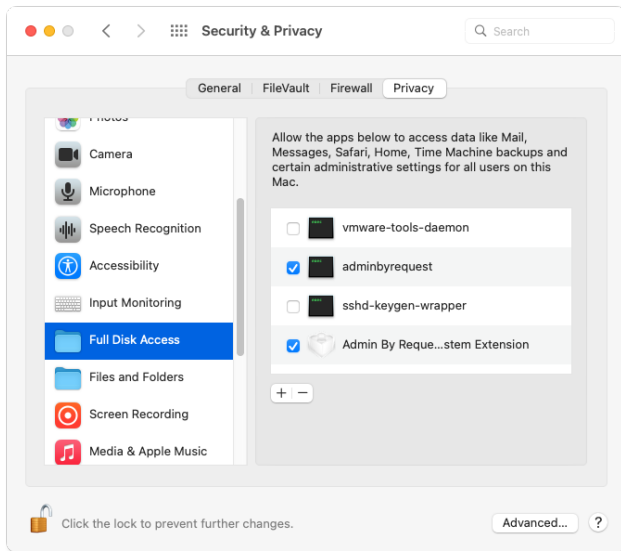 Security & Privacy
Search
General
FileVault
Firewall
Privacy
Photos
Camera
Microphone
Speech Recognition
Accessibility
Input Monitoring
Full Disk Access
Files and Folders
Screen Recording
Media & Apple Music
Allow the apps below to access data like Mail,
Messages, Safari, Home, Time Machine backups and
certain administrative settings for all users on this
Mac.
vmware-tools-daemon
adminbyrequest
sshd-keygen-wrapper
Admin By Reque...stem Extension
+ −
Click the lock to prevent further changes.
Advanced...
?